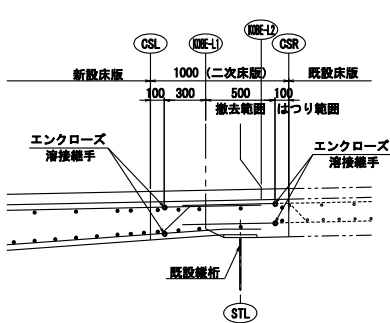 CSL KOBE-L1 KOBE-L2 CSR
新設床版 1000 (二次床版) 既設床版
100 300 500 100
撤去範囲 はつり範囲
エンクローズ
溶接継手
エンクローズ
溶接継手
既設縦桁
STL